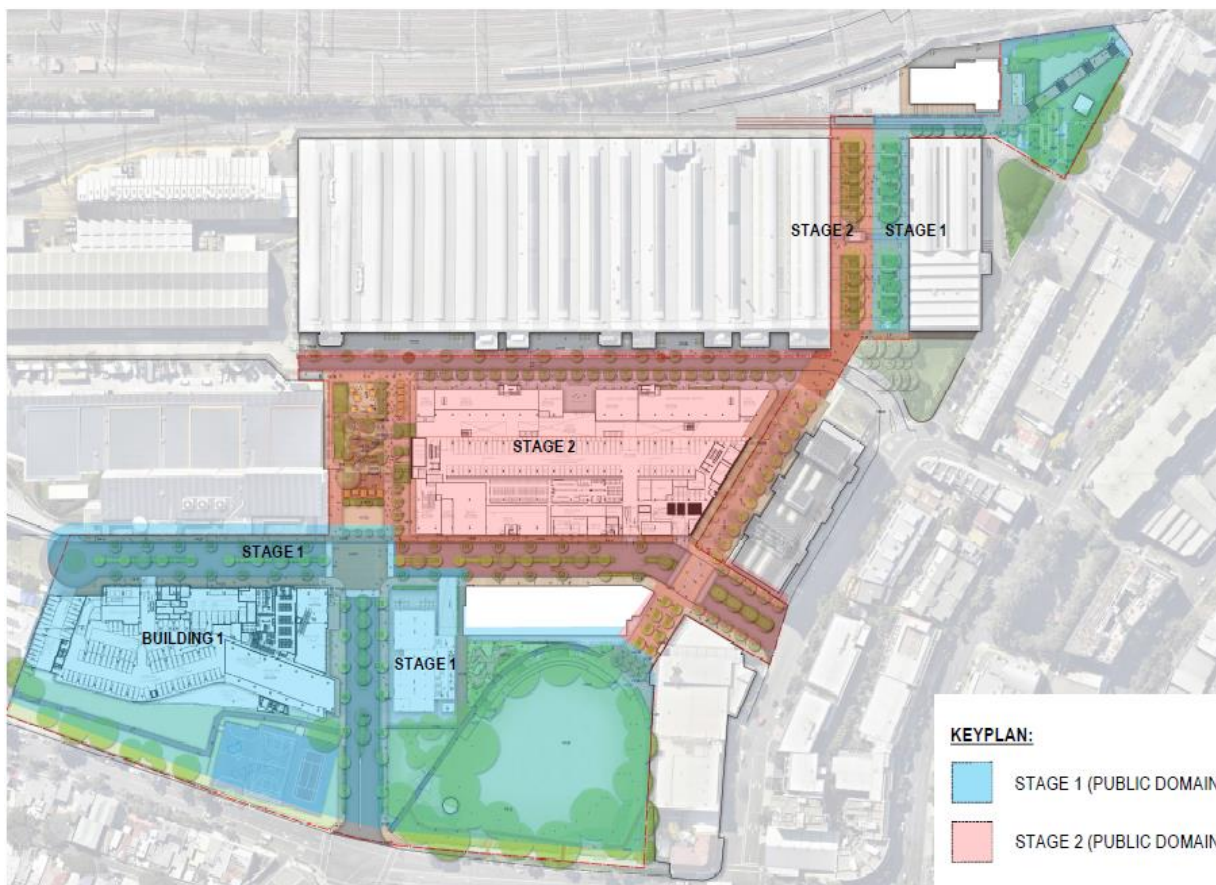 STAGE 2
STAGE 1
STAGE 2
STAGE 1
BUILDING 1
STAGE 1
KEYPLAN:
STAGE 1 (PUBLIC DOMAIN
STAGE 2 (PUBLIC DOMAIN